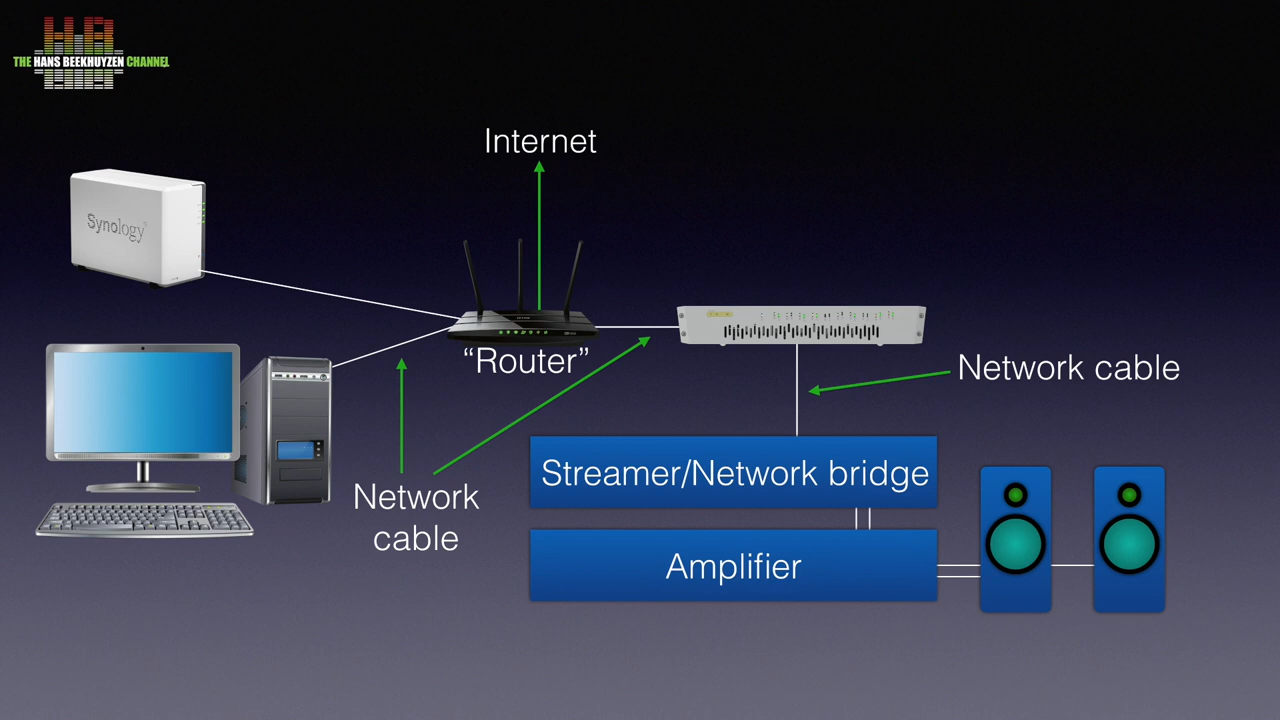 THE HANS BEEKHUYZEN CHANNEL
Internet
Synology
“Router”
Network cable
Streamer/Network bridge
Network
cable
Amplifier